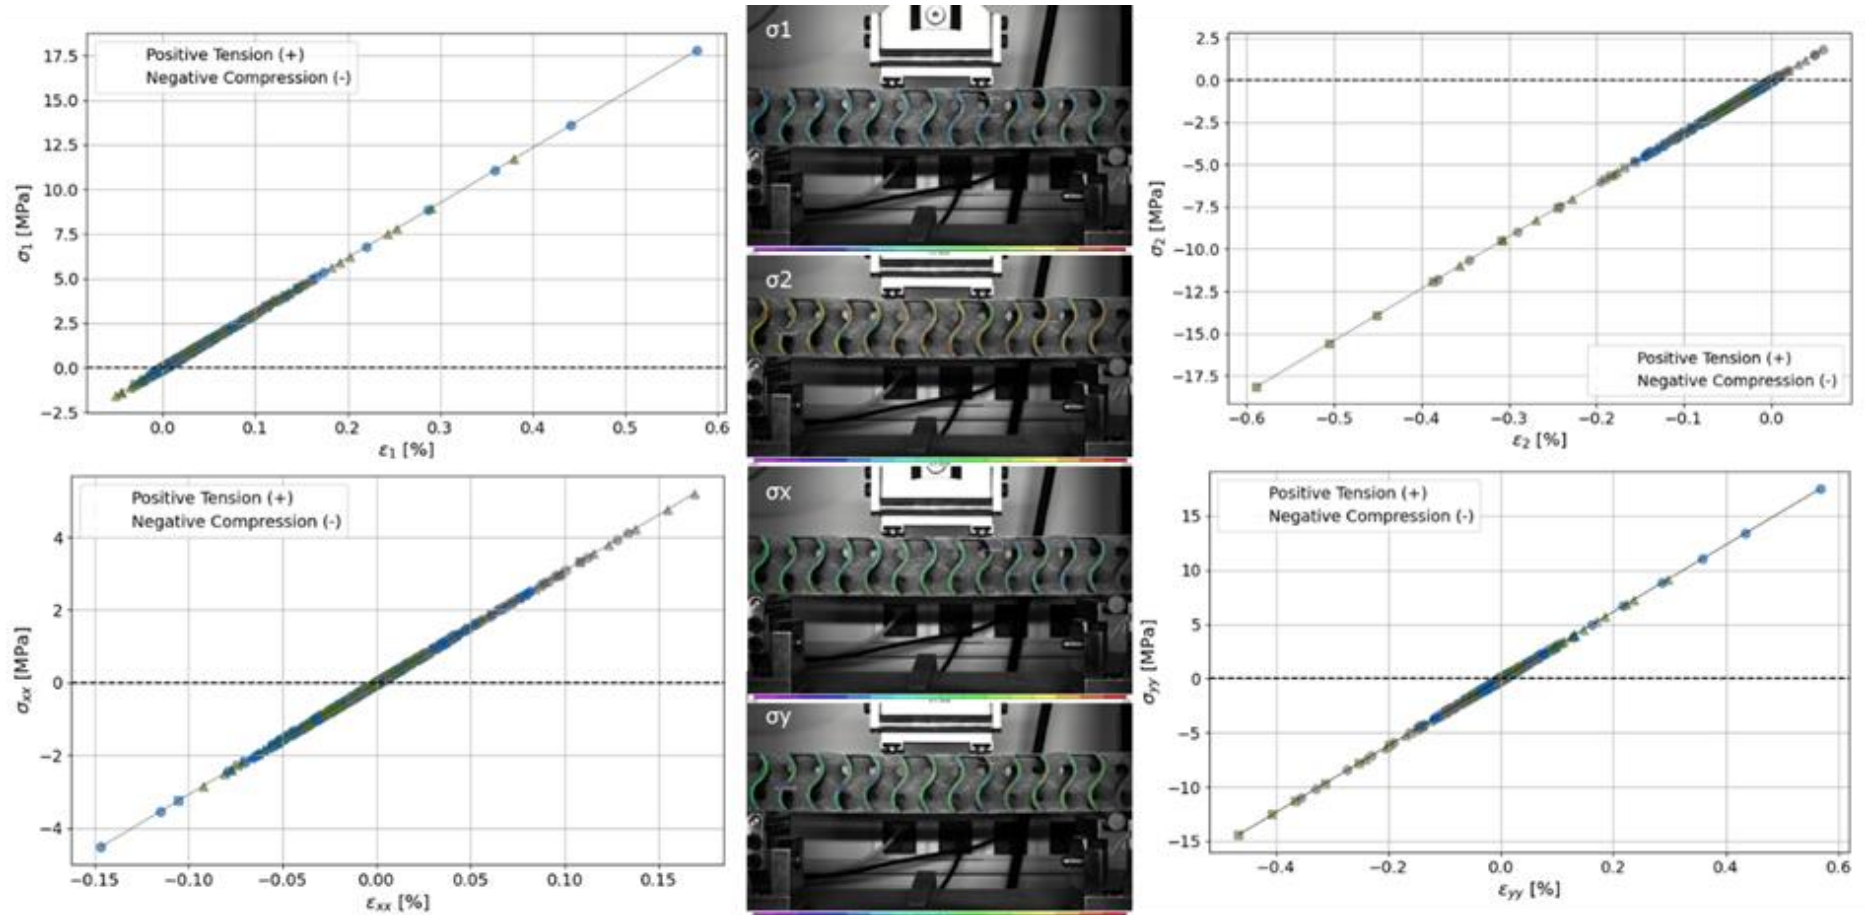 Positive Tension (+)
Negative Compression (-)
17.5
15.0
12.5
10.0
7.5
5.0
2.5
0.0
−2.5
σ1 [MPa]
0.0 0.1 0.2 0.3 0.4 0.5 0.6
ε1 [%]
σ1
σ2
σx
σy
2.5
0.0
−2.5
−5.0
−7.5
−10.0
−12.5
−15.0
−17.5
σ2 [MPa]
Positive Tension (+)
Negative Compression (-)
−0.6 −0.5 −0.4 −0.3 −0.2 −0.1 0.0
ε2 [%]
Positive Tension (+)
Negative Compression (-)
4
2
0
−2
−4
σxx [MPa]
−0.15 −0.10 −0.05 0.00 0.05 0.10 0.15
εxx [%]
Positive Tension (+)
Negative Compression (-)
15
10
5
0
−5
−10
−15
σyy [MPa]
−0.4 −0.2 0.0 0.2 0.4 0.6
εyy [%]